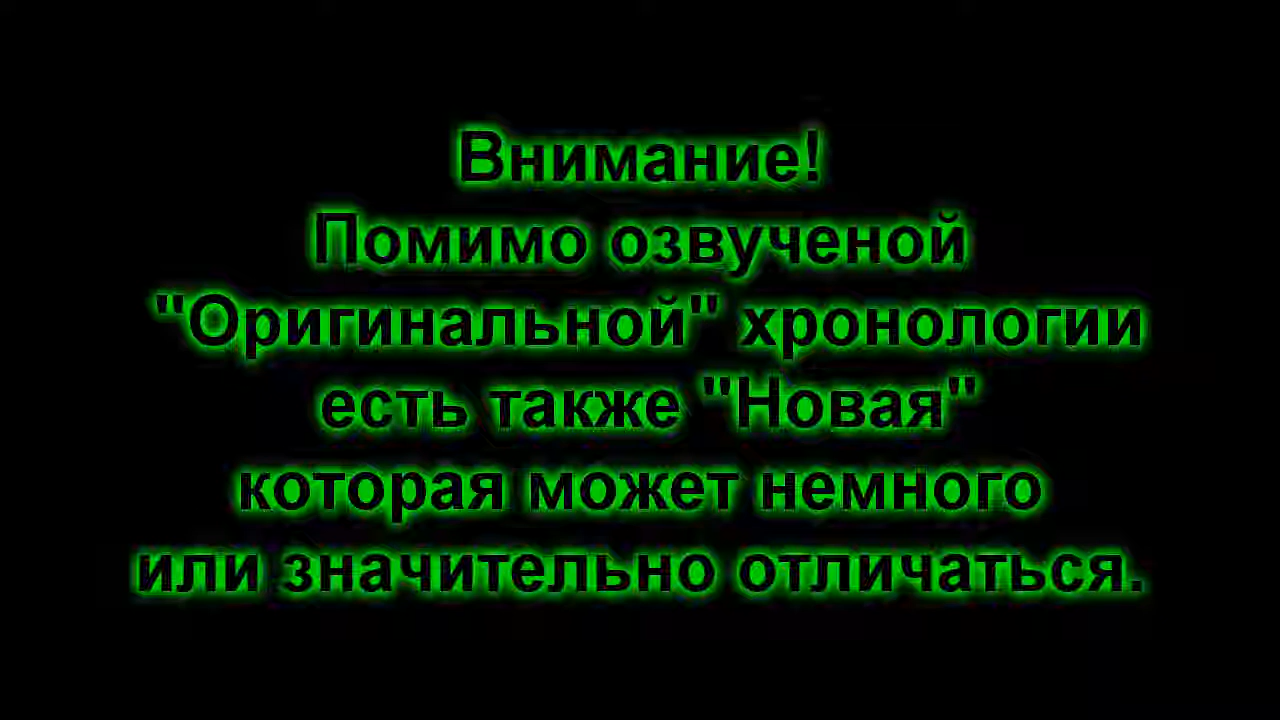 Внимание!
Помимо озвученой
"Оригинальной" хронологии
есть также "Новая"
которая может немного
или значительно отличаться.